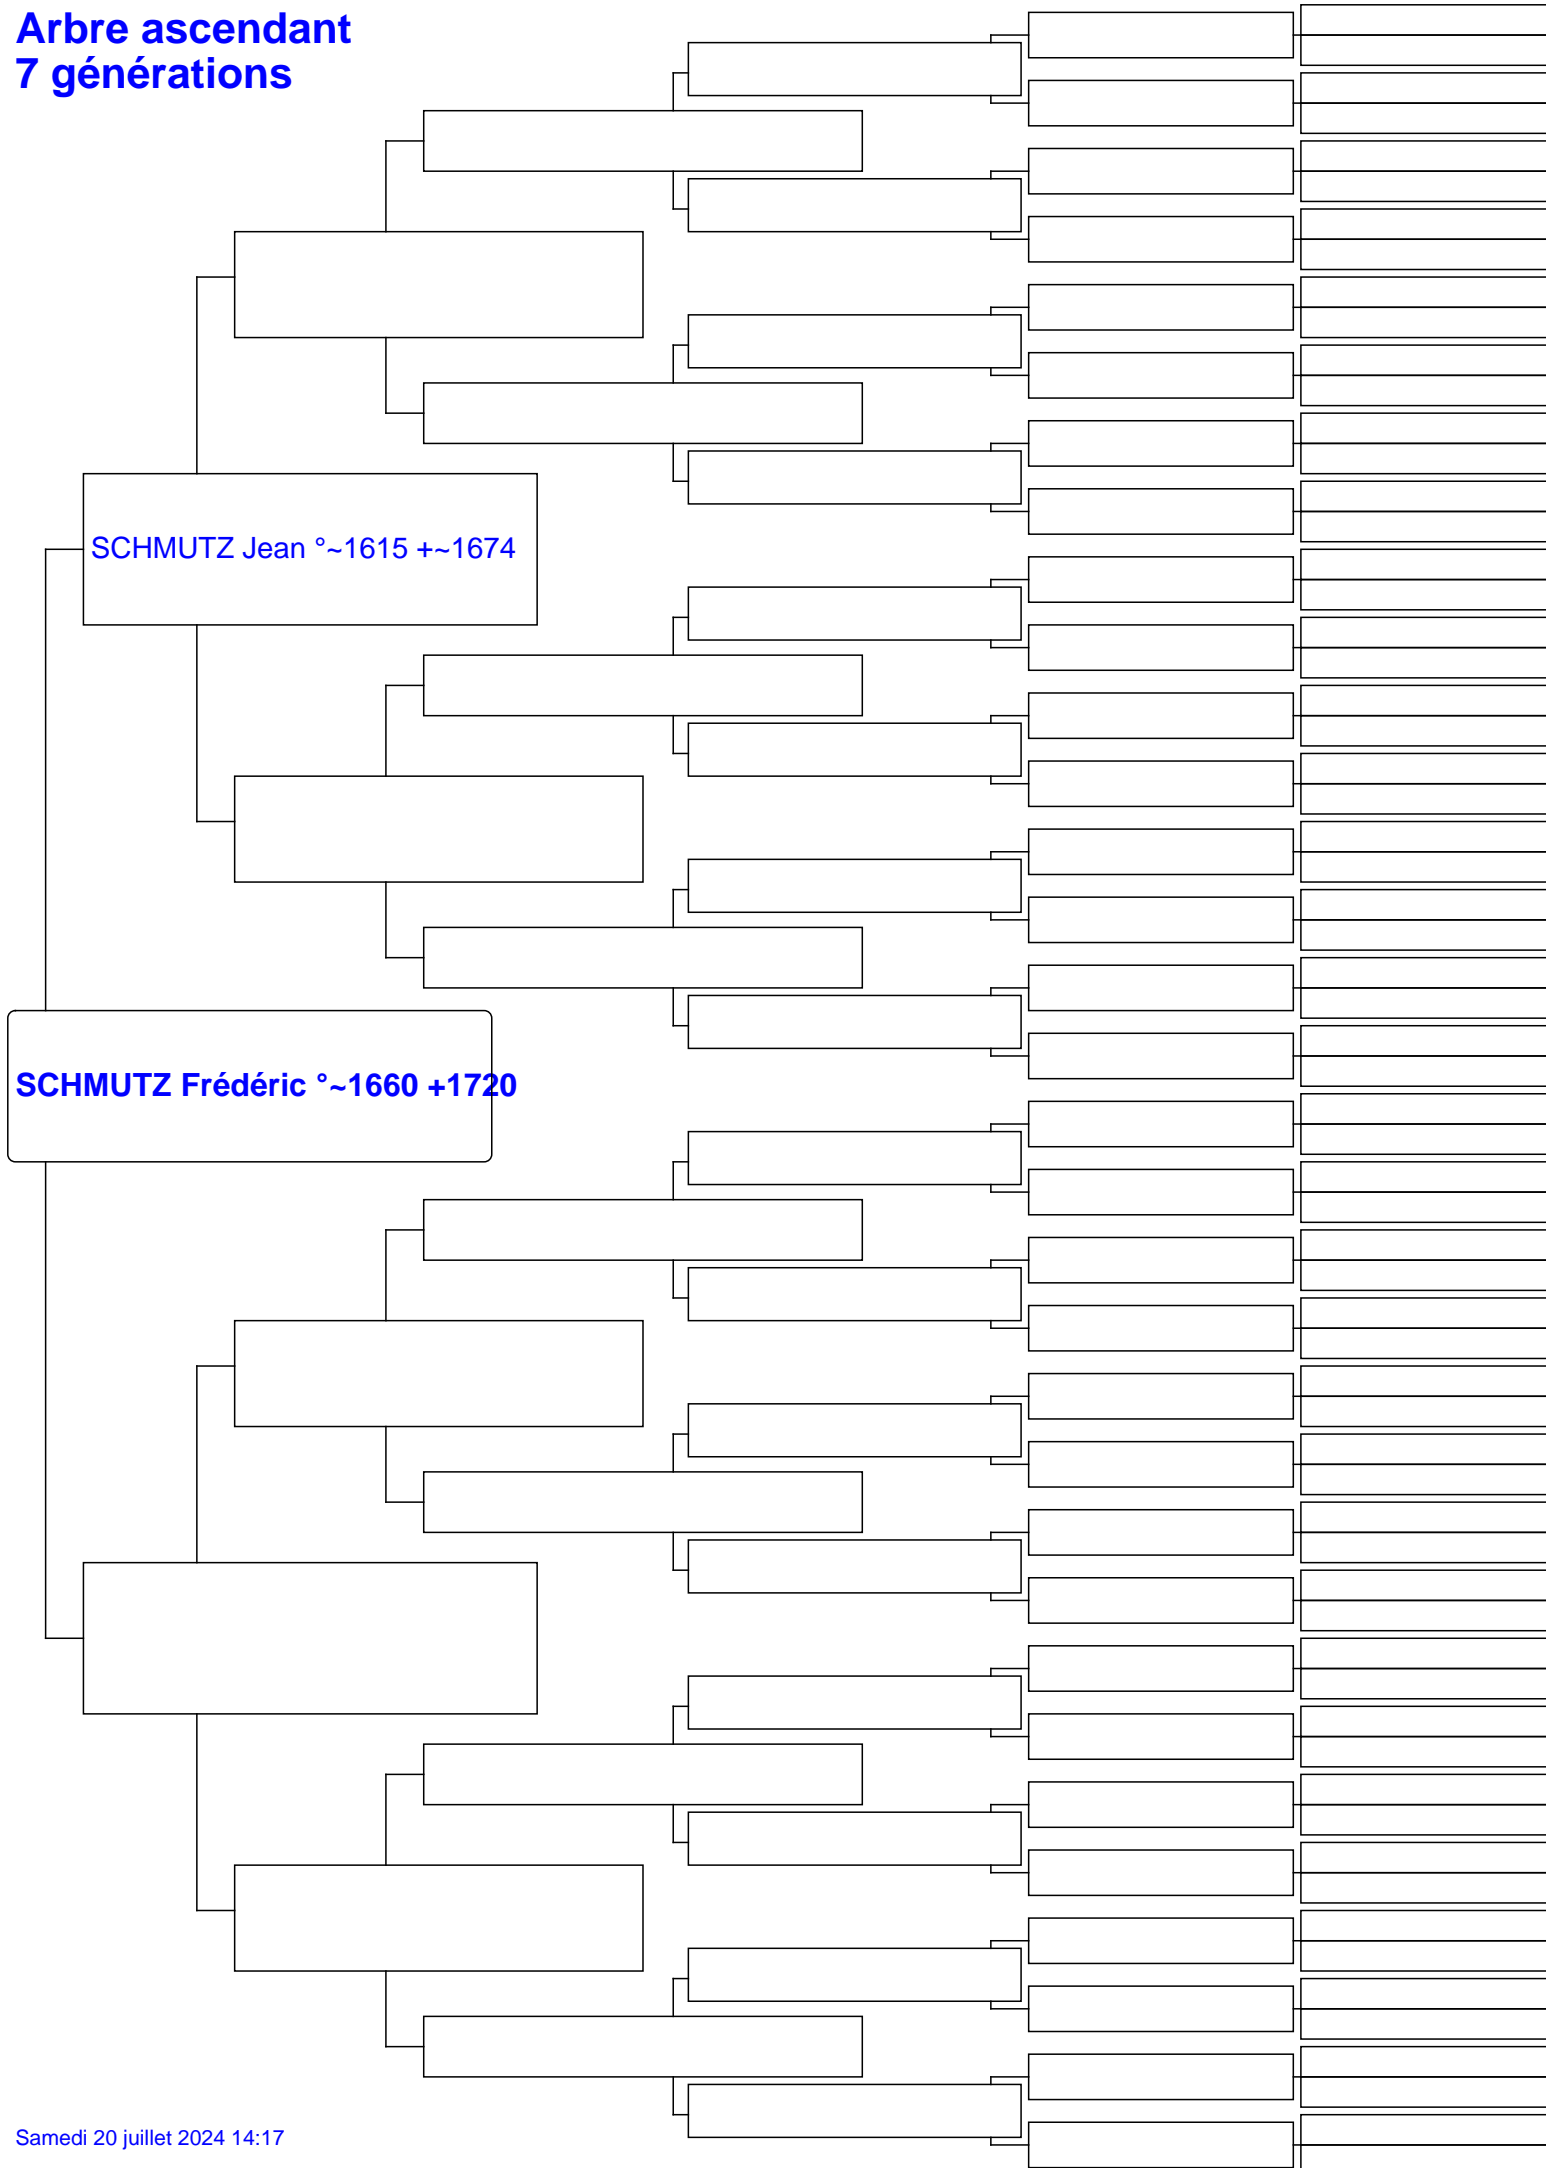 Arbre ascendant
7 générations
SCHMUTZ Jean °~1615 +~1674
SCHMUTZ Frédéric °~1660 +1720
Samedi 20 juillet 2024 14:17